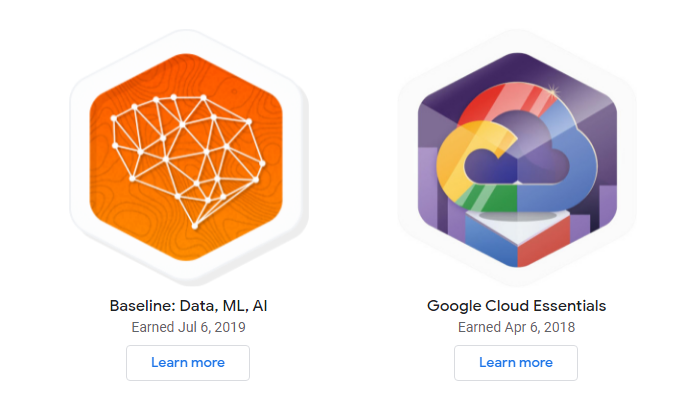 Baseline: Data, ML, AI
Earned Jul 6, 2019
Learn more
Google Cloud Essentials
Earned Apr 6, 2018
Learn more